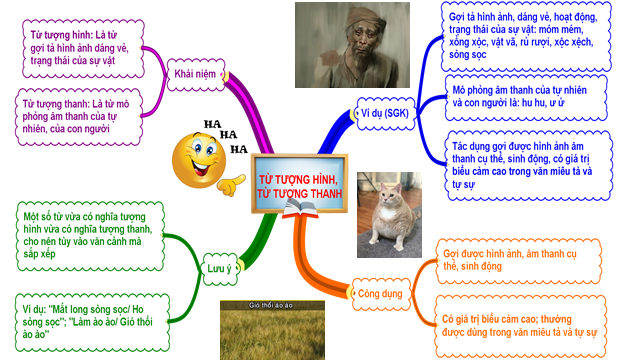 Từ tượng hình: Là từ
gợi tả hình ảnh dáng vẻ,
trạng thái của sự vật
Khái niệm
Từ tượng thanh: Là từ mô
phỏng âm thanh của tự
nhiên, của con người
HA
HA
HA
TỪ TƯỢNG HÌNH,
TỪ TƯỢNG THANH
Ví dụ (SGK)
Gợi tả hình ảnh, dáng vẻ, hoạt động,
trạng thái của sự vật: móm mém,
xồng xộc, vật vã, rũ rượi, xộc xệch,
sòng sọc
Mô phỏng âm thanh của tự nhiên
và con người là: hu hu, ư ử
Tác dụng gợi được hình ảnh âm
thanh cụ thể, sinh động, có giá trị
biểu cảm cao trong văn miêu tả và
tự sự
Một số từ vừa có nghĩa tượng
hình vừa có nghĩa tượng thanh,
cho nên tùy vào văn cảnh mà
sắp xếp
Lưu ý
Ví dụ: "Mắt long sòng sọc/ Ho
sòng sọc"; "Làm ào ào/ Gió thổi
ào ào"
Gió thổi ào ào
Công dụng
Gợi được hình ảnh, âm thanh cụ
thể, sinh động
Có giá trị biểu cảm cao; thường
được dùng trong văn miêu tả và tự sự